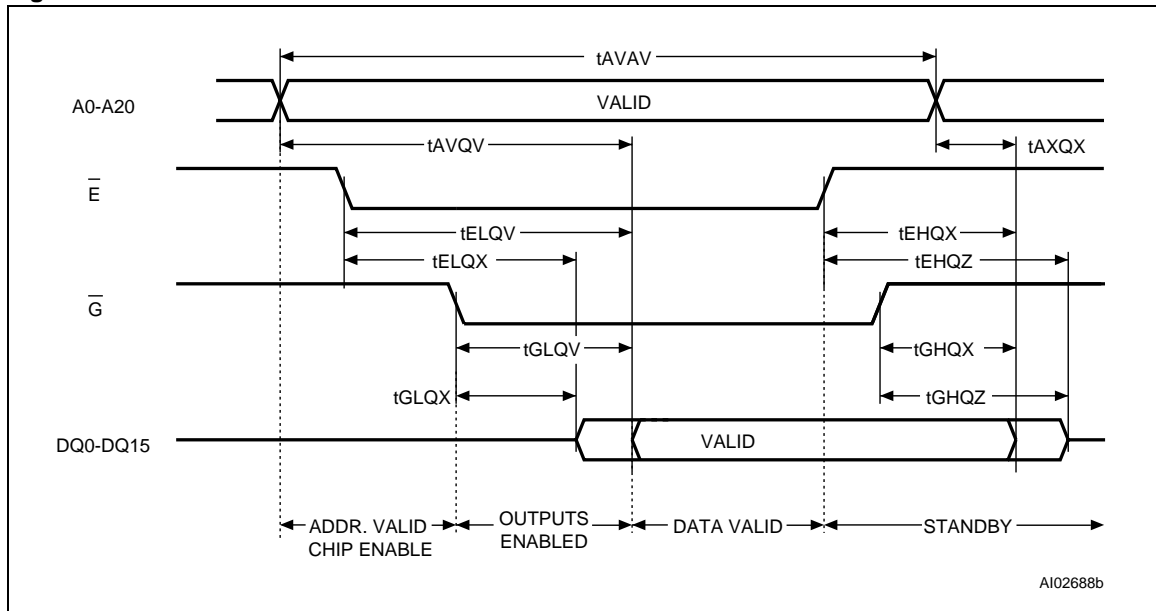 tAVAV
A0-A20
VALID
tAVQV
tAXQX
E
tELQV
tEHQX
tELQX
tEHQZ
G
tGLQV
tGHQX
tGLQX
tGHQZ
DQ0-DQ15
VALID
ADDR. VALID
CHIP ENABLE
OUTPUTS
ENABLED
DATA VALID
STANDBY
AI02688b